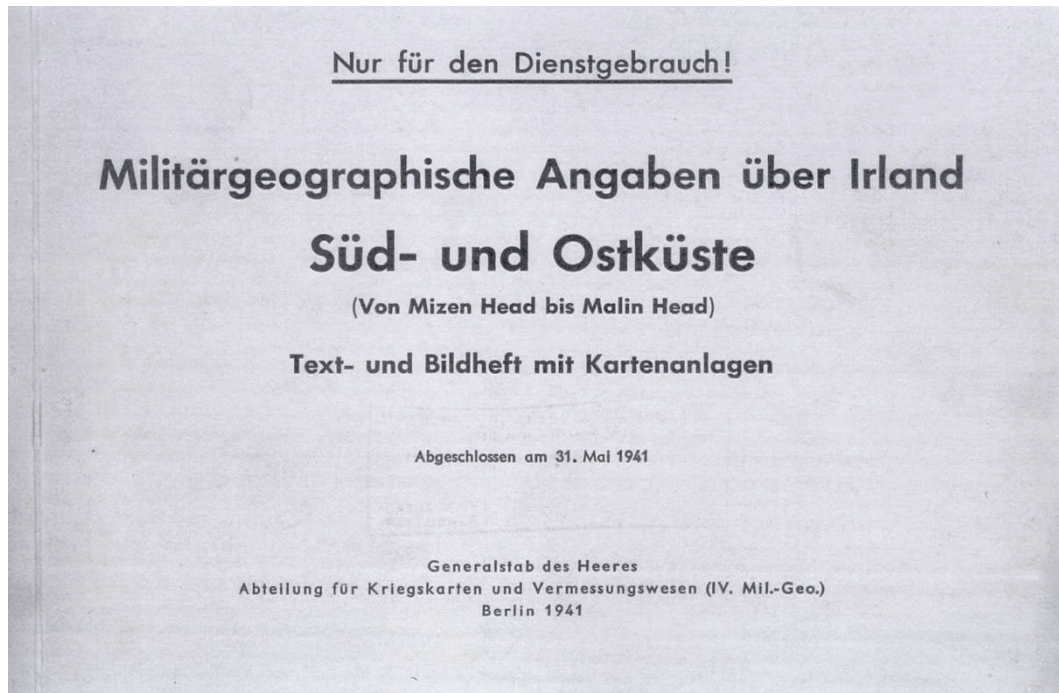 Nur für den Dienstgebrauch!
Militärgeographische Angaben über Irland
Süd- und Ostküste
(Von Mizen Head bis Malin Head)
Text- und Bildheft mit Kartenanlagen
Abgeschlossen am 31. Mai 1941
Generalstab des Heeres
Abteilung für Kriegskarten und Vermessungswesen (IV. Mil.-Geo.)
Berlin 1941